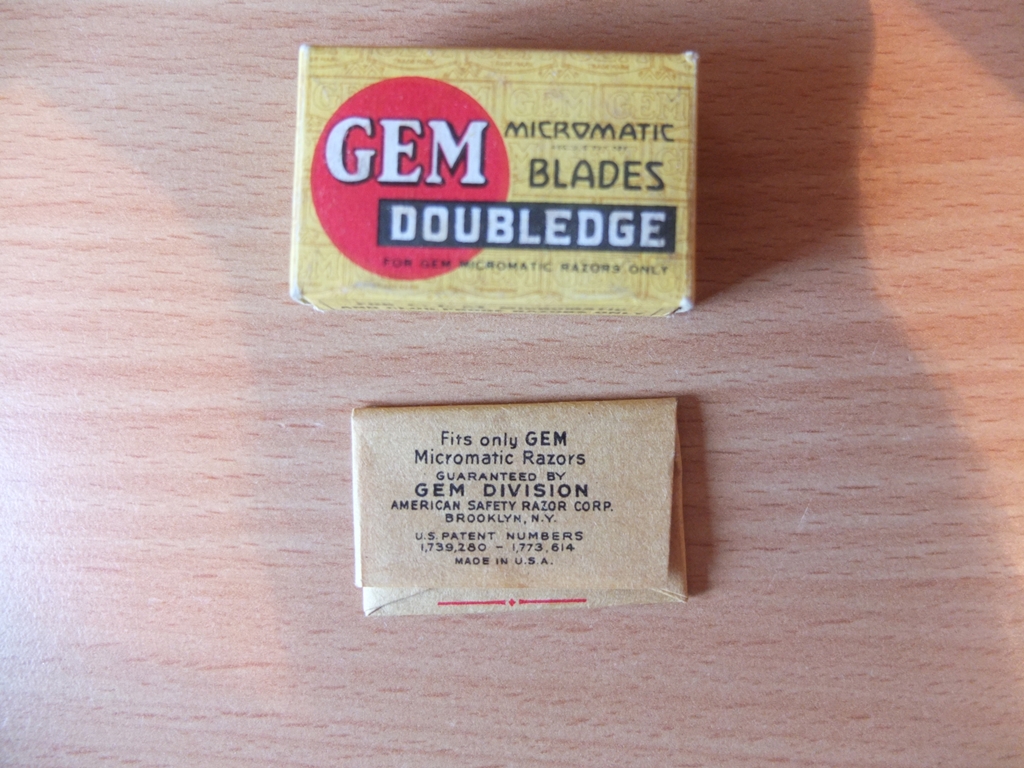 GEM
MICROMATIC
BLADES
DOUBLEDGE
FOR GEM MICROMATIC RAZORS ONLY
Fits only GEM
Micromatic Razors
GUARANTEED BY
GEM DIVISION
AMERICAN SAFETY RAZOR CORP.
BROOKLYN, N.Y.
U.S. PATENT NUMBERS
1,739,280 – 1,773,614
MADE IN U.S.A.